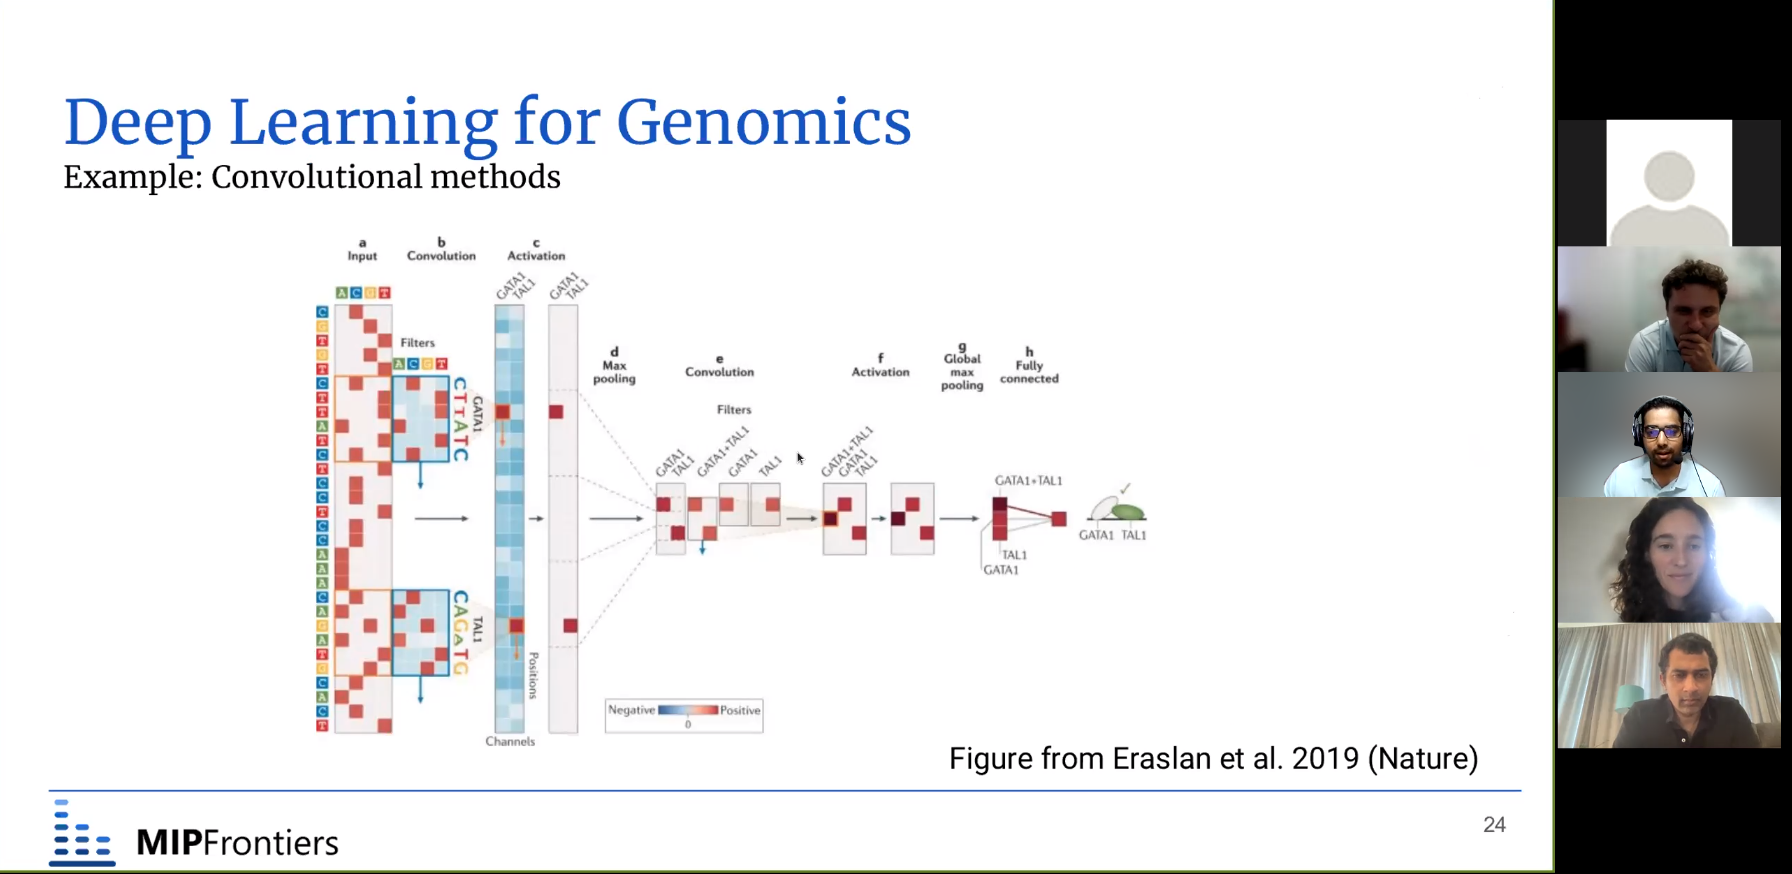 Deep Learning for Genomics
Example: Convolutional methods
a
Input
b
Convolution
c
Activation
A C G T
C
G
T
G
T
C
T
T
A
T
C
T
C
C
T
C
C
A
A
A
C
A
G
A
T
G
C
A
C
T
Filters
A C G T
CTTATC
GATA1
CAGATG
TAL1
GATA1
TAL1
GATA1
TAL1
Positions
Channels
d
Max
pooling
e
Convolution
Filters
GATA1
TAL1
GATA1+TAL1
GATA1
TAL1
f
Activation
GATA1+TAL1
GATA1
TAL1
g
Global
max
pooling
h
Fully
connected
GATA1+TAL1
TAL1
GATA1
GATA1 TAL1
Negative Positive
0
Figure from Eraslan et al. 2019 (Nature)
MIPFrontiers
24